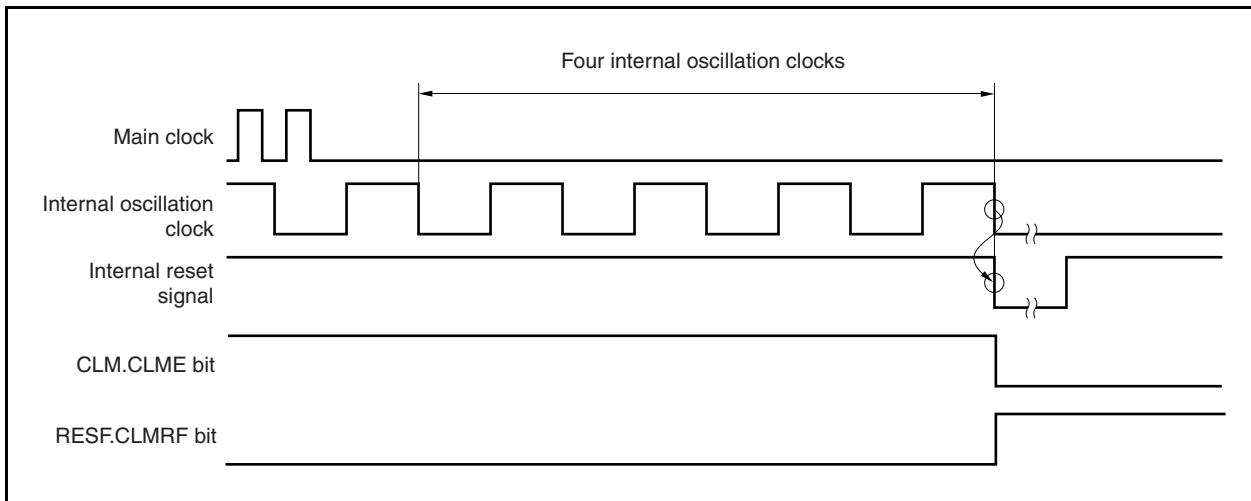 Four internal oscillation clocks
Main clock
Internal oscillation
clock
Internal reset
signal
CLM.CLME bit
RESF.CLMRF bit